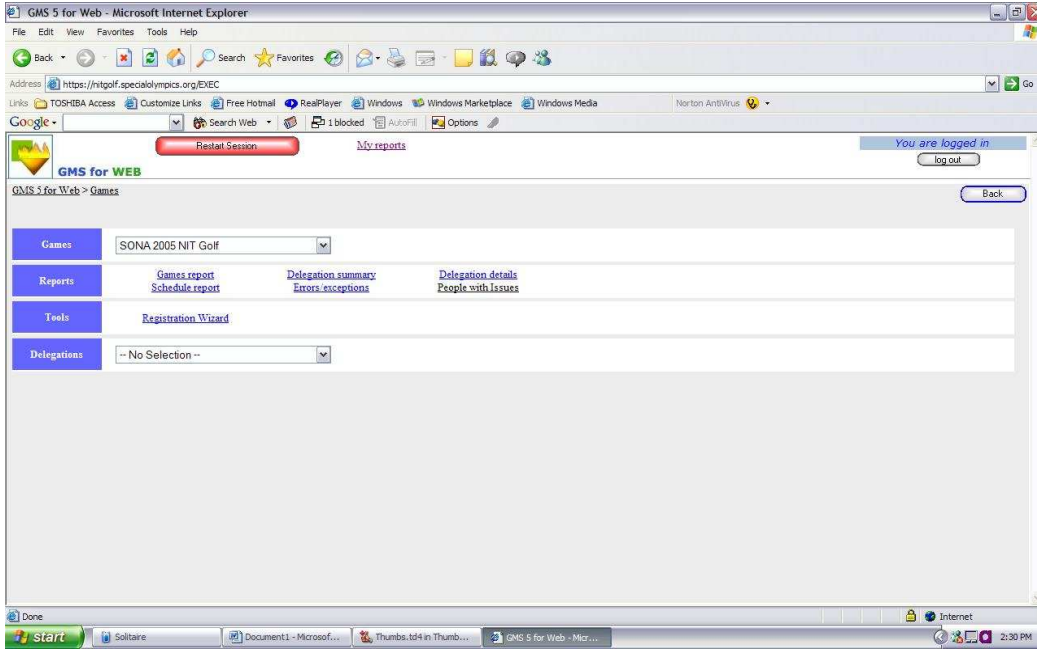 GMS 5 for Web - Microsoft Internet Explorer
File Edit View Favorites Tools Help
Back Search Favorites
Address https://nitgolf.specialolympics.org/EXEC Go
Links TOSHIBA Access Customize Links Free Hotmail RealPlayer Windows Windows Marketplace Windows Media Norton AntiVirus
Google Search Web 1 blocked AutoFill Options
Restart Session My reports You are logged in
log out
GMS for WEB
GMS 5 for Web > Games Back
Games SONA 2005 NIT Golf
Reports Games report Delegation summary Delegation details
Schedule report Errors/exceptions People with Issues
Tools Registration Wizard
Delegations -- No Selection --
Done Internet
start Solitaire Document1 - Microsof... Thumbs.td4 in Thumb... GMS 5 for Web - Micr... 2:30 PM